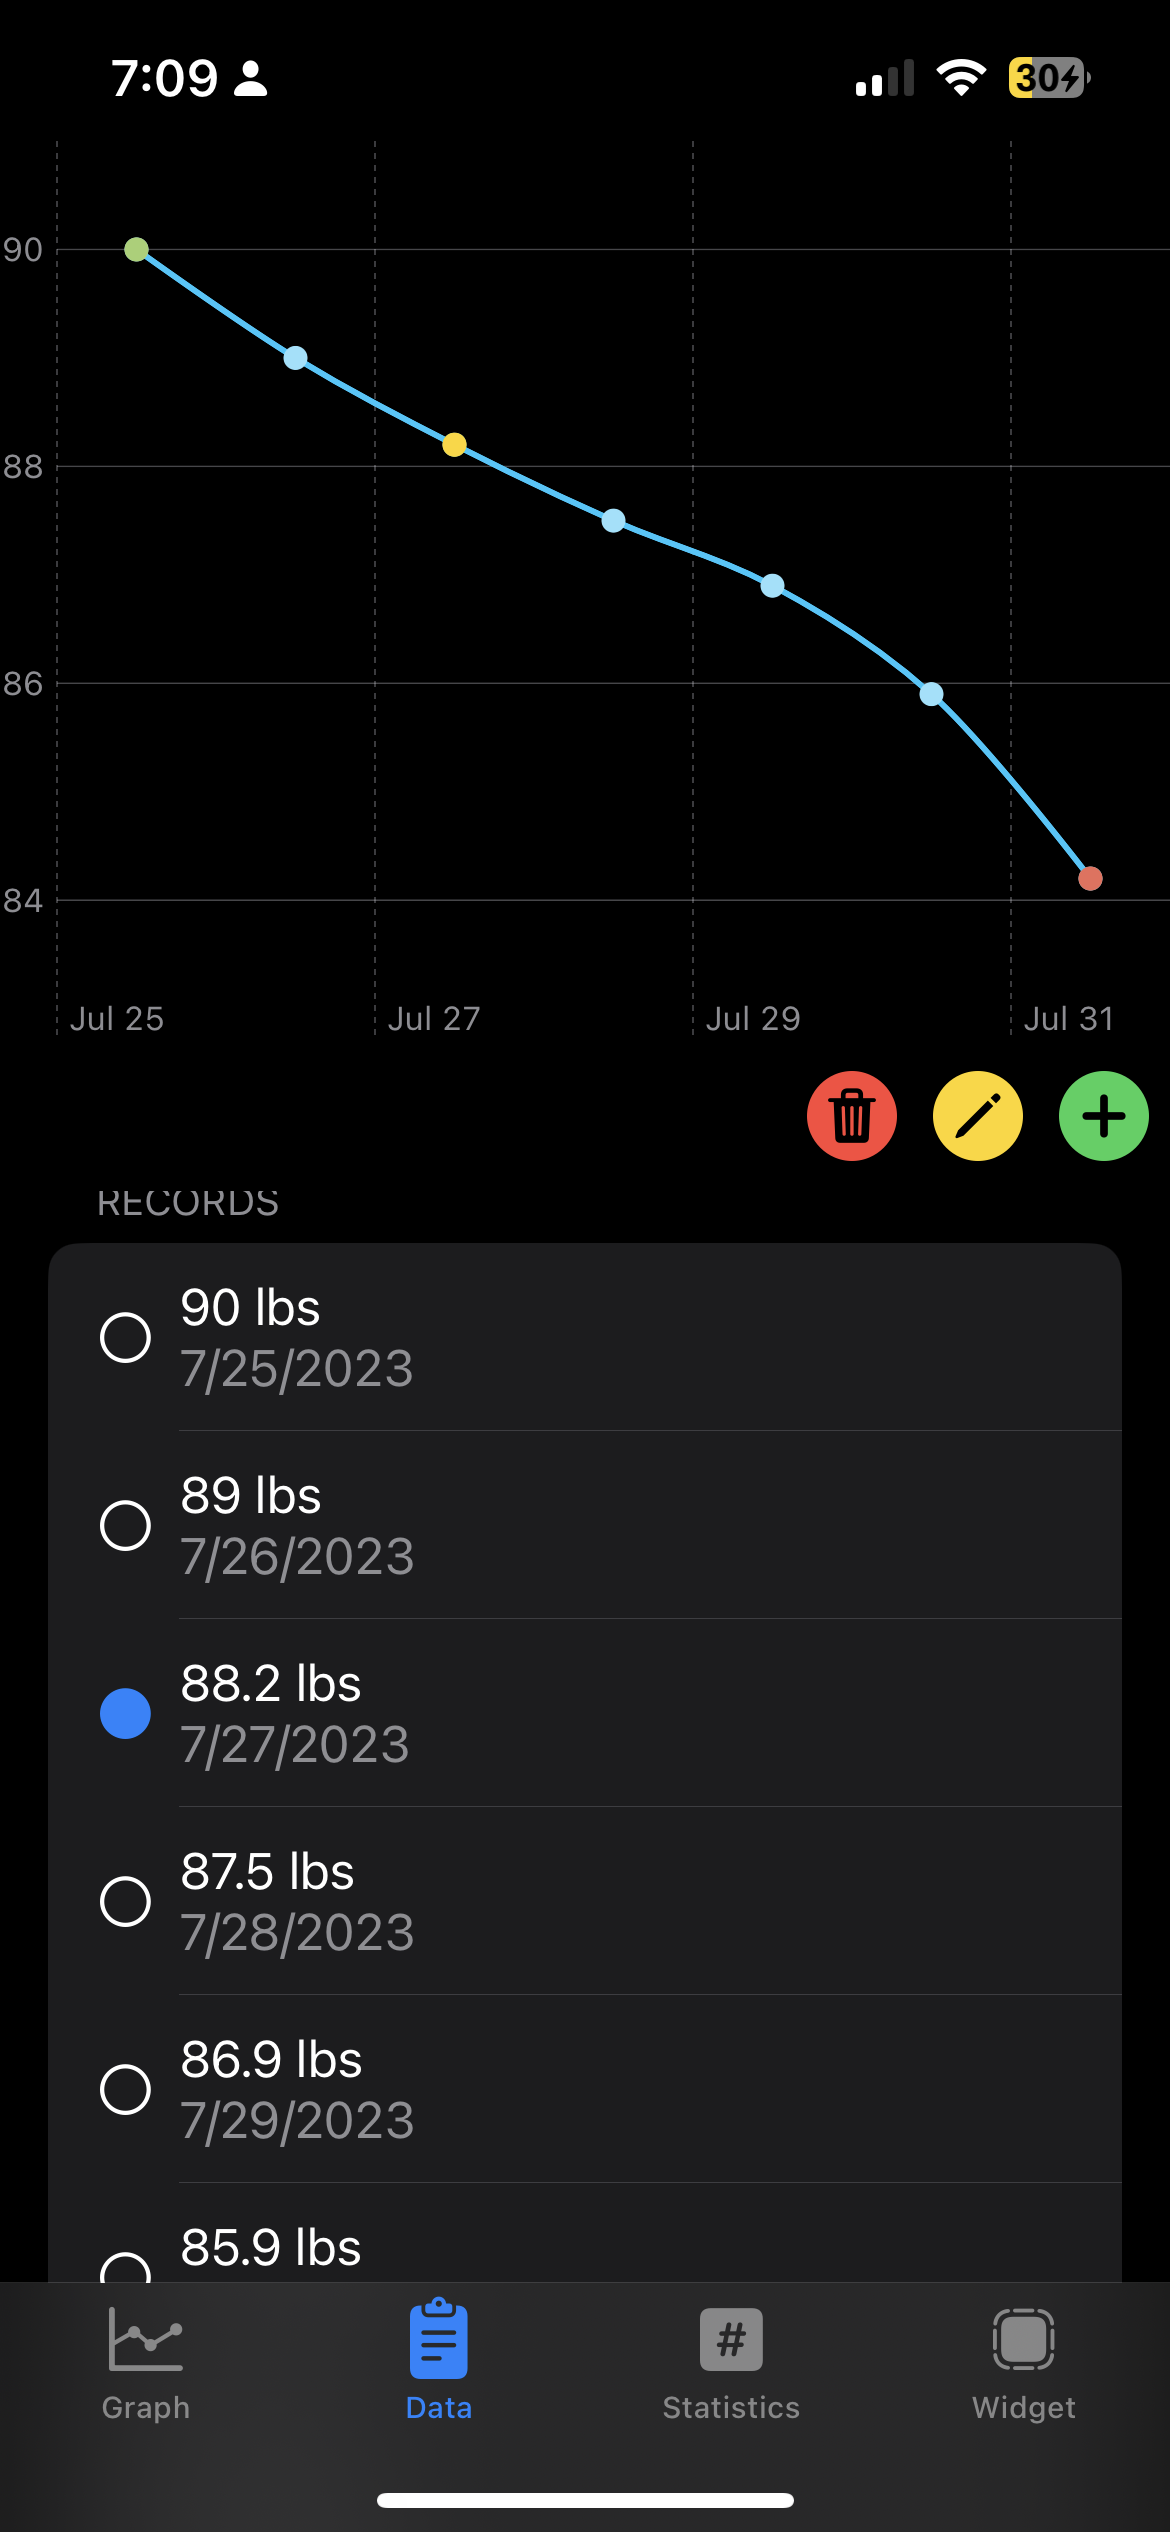 7:09
30
90
88
86
84
Jul 25 Jul 27 Jul 29 Jul 31
RECORDS
90 lbs
7/25/2023
89 lbs
7/26/2023
88.2 lbs
7/27/2023
87.5 lbs
7/28/2023
86.9 lbs
7/29/2023
85.9 lbs
#
Graph Data Statistics Widget